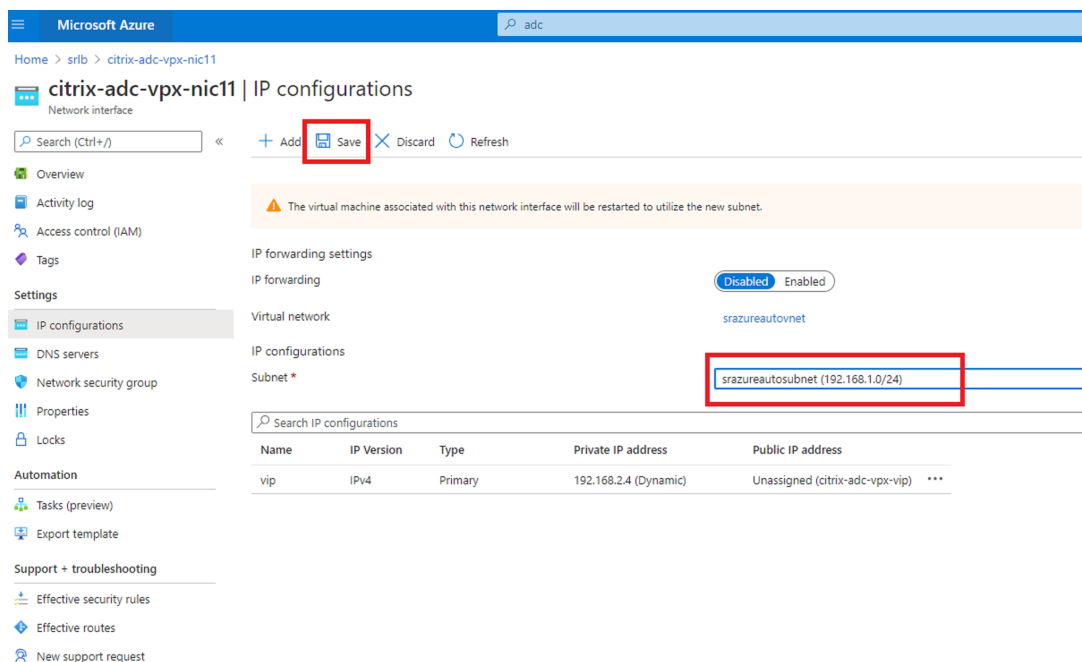 Microsoft Azure
adc
Home > srlb > citrix-adc-vpx-nic11
citrix-adc-vpx-nic11 | IP configurations
Network interface
Search (Ctrl+/)
«
Add
Save
Discard
Refresh
Overview
Activity log
Access control (IAM)
Tags
Settings
IP configurations
DNS servers
Network security group
Properties
Locks
Automation
Tasks (preview)
Export template
Support + troubleshooting
Effective security rules
Effective routes
New support request
The virtual machine associated with this network interface will be restarted to utilize the new subnet.
IP forwarding settings
IP forwarding Disabled Enabled
Virtual network srazureautovnet
IP configurations
Subnet * srazureautosubnet (192.168.1.0/24)
Search IP configurations
Name IP Version Type Private IP address Public IP address
vip IPv4 Primary 192.168.2.4 (Dynamic) Unassigned (citrix-adc-vpx-vip) •••